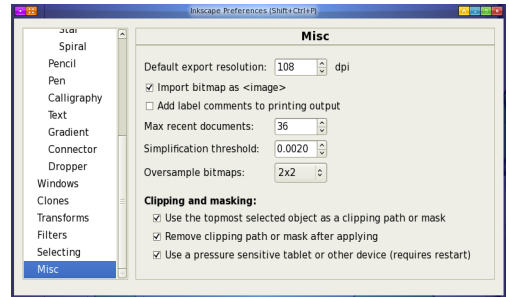 Inkscape Preferences (Shift+Ctrl+P)
Star
Spiral
Pencil
Pen
Calligraphy
Text
Gradient
Connector
Dropper
Windows
Clones
Transforms
Filters
Selecting
Misc
Misc
Default export resolution: 108 dpi
Import bitmap as <image>
Add label comments to printing output
Max recent documents: 36
Simplification threshold: 0.0020
Oversample bitmaps: 2x2
Clipping and masking:
Use the topmost selected object as a clipping path or mask
Remove clipping path or mask after applying
Use a pressure sensitive tablet or other device (requires restart)